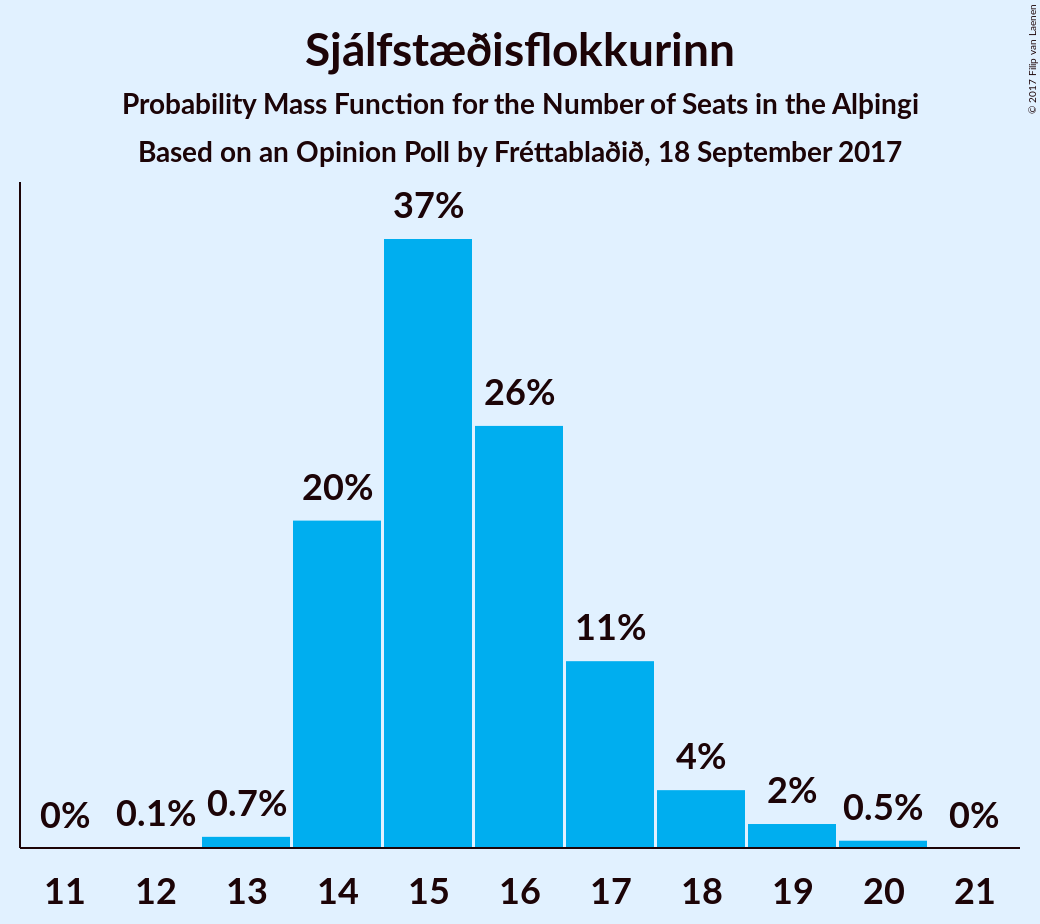 Sjálfstæðisflokkurinn
Probability Mass Function for the Number of Seats in the Alþingi
Based on an Opinion Poll by Fréttablaðið, 18 September 2017
© 2017 Filip van Laenen
37%
26%
20%
11%
4%
2%
0.5%
0%
0.1%
0.7%
0%
11 12 13 14 15 16 17 18 19 20 21